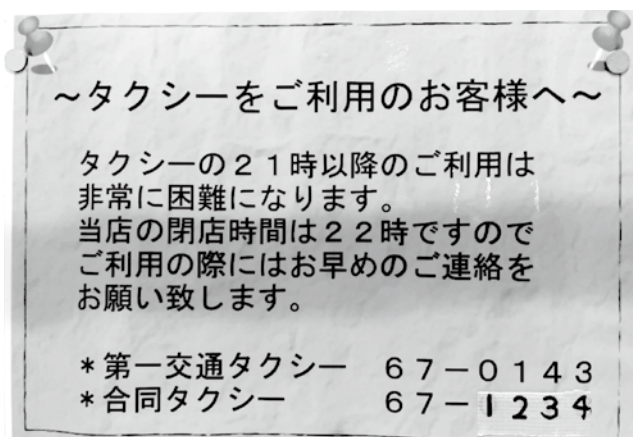 ～タクシーをご利用のお客様へ～
タクシーの２１時以降のご利用は
非常に困難になります。
当店の閉店時間は２２時ですので
ご利用の際にはお早めのご連絡を
お願い致します。
＊第一交通タクシー　６７－０１４３
＊合同タクシー　　　６７－１２３４